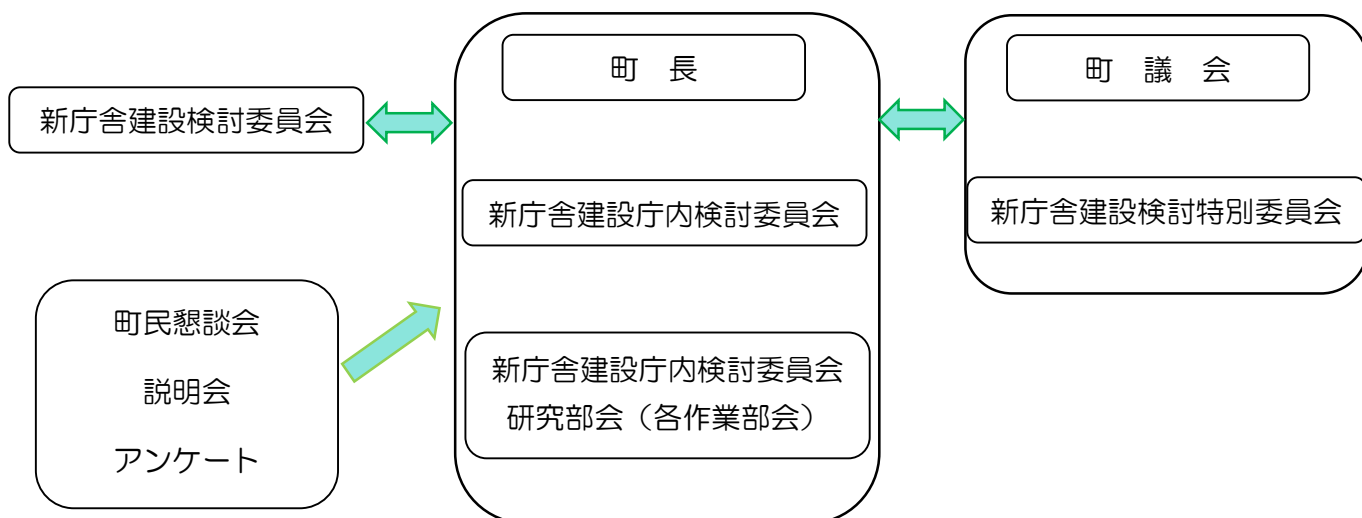 町　長
町　議　会
新庁舎建設検討委員会
新庁舎建設庁内検討委員会
新庁舎建設検討特別委員会
町民懇談会
説明会
アンケート
新庁舎建設庁内検討委員会
研究部会（各作業部会）